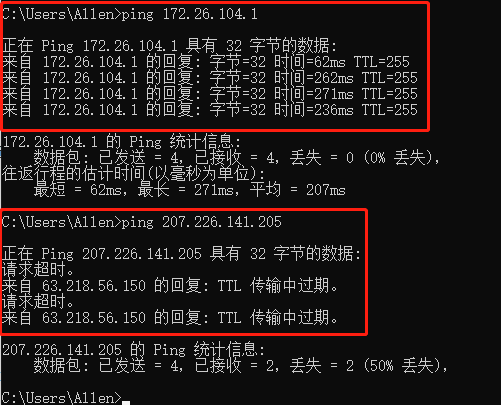 C:\Users\Allen>ping 172.26.104.1
正在 Ping 172.26.104.1 具有 32 字节的数据:
来自 172.26.104.1 的回复: 字节=32 时间=62ms TTL=255
来自 172.26.104.1 的回复: 字节=32 时间=262ms TTL=255
来自 172.26.104.1 的回复: 字节=32 时间=271ms TTL=255
来自 172.26.104.1 的回复: 字节=32 时间=236ms TTL=255
172.26.104.1 的 Ping 统计信息:
数据包: 已发送 = 4，已接收 = 4，丢失 = 0 (0% 丢失)，
往返行程的估计时间(以毫秒为单位):
最短 = 62ms，最长 = 271ms，平均 = 207ms
C:\Users\Allen>ping 207.226.141.205
正在 Ping 207.226.141.205 具有 32 字节的数据:
请求超时。
来自 63.218.56.150 的回复: TTL 传输中过期。
请求超时。
来自 63.218.56.150 的回复: TTL 传输中过期。
207.226.141.205 的 Ping 统计信息:
数据包: 已发送 = 4，已接收 = 2，丢失 = 2 (50% 丢失)，
C:\Users\Allen>